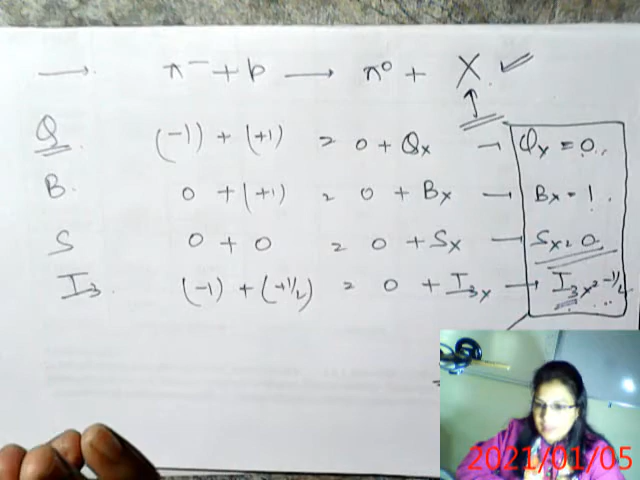 → π⁻ + p → π⁰ + X ✓
Q (-1) + (+1) = 0 + Qx → Qx = 0
B. 0 + (+1) = 0 + Bx → Bx = 1
S 0 + 0 = 0 + Sx → Sx = 0
I3 (-1) + (+1/2) = 0 + I3x → I3x = -1/2
2021/01/05